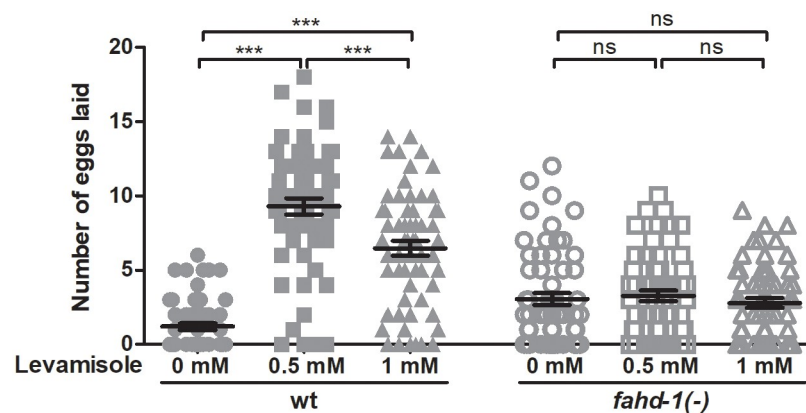 *** ns
*** *** ns ns
20
15
10
5
0
Number of eggs laid
Levamisole 0 mM 0.5 mM 1 mM 0 mM 0.5 mM 1 mM
wt fahd-1(-)